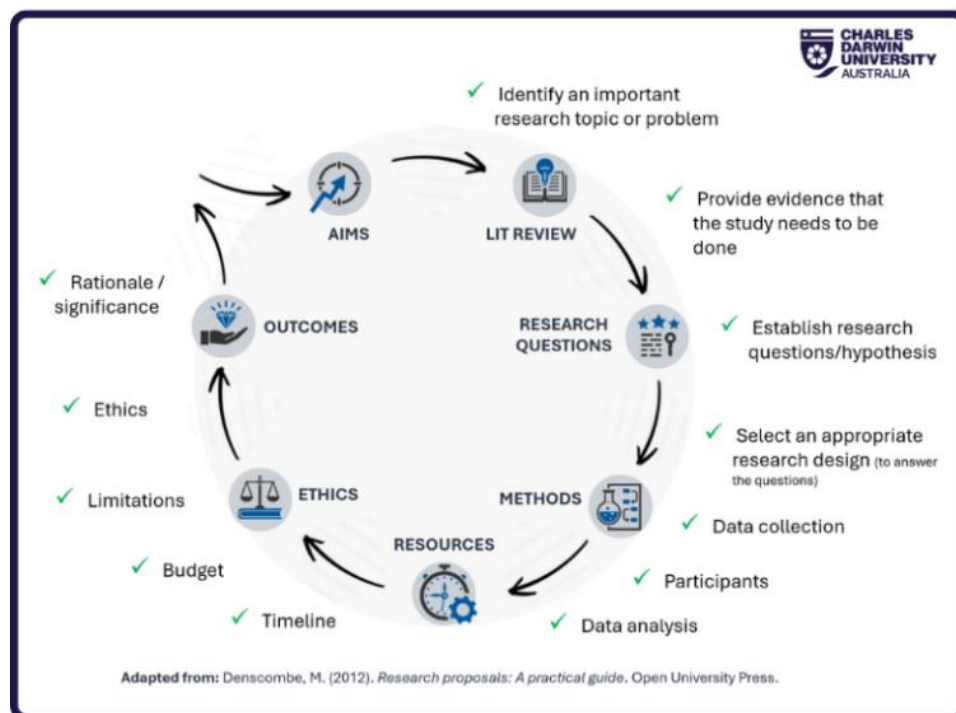 CHARLES
DARWIN
UNIVERSITY
AUSTRALIA
✓ Identify an important
research topic or problem
AIMS
LIT REVIEW
✓ Provide evidence that
the study needs to be
done
✓ Rationale /
significance
OUTCOMES
RESEARCH
QUESTIONS
✓ Establish research
questions/hypothesis
✓ Ethics
✓ Select an appropriate
research design (to answer
the questions)
✓ Limitations
ETHICS
METHODS
✓ Data collection
RESOURCES
✓ Budget
✓ Participants
✓ Timeline
✓ Data analysis
Adapted from: Denscombe, M. (2012). Research proposals: A practical guide. Open University Press.